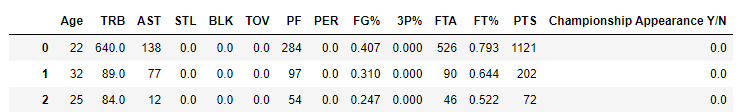 Age TRB AST STL BLK TOV PF PER FG% 3P% FTA FT% PTS Championship Appearance Y/N
0 22 640.0 138 0.0 0.0 0.0 284 0.0 0.407 0.000 526 0.793 1121 0.0
1 32 89.0 77 0.0 0.0 0.0 97 0.0 0.310 0.000 90 0.644 202 0.0
2 25 84.0 12 0.0 0.0 0.0 54 0.0 0.247 0.000 46 0.522 72 0.0